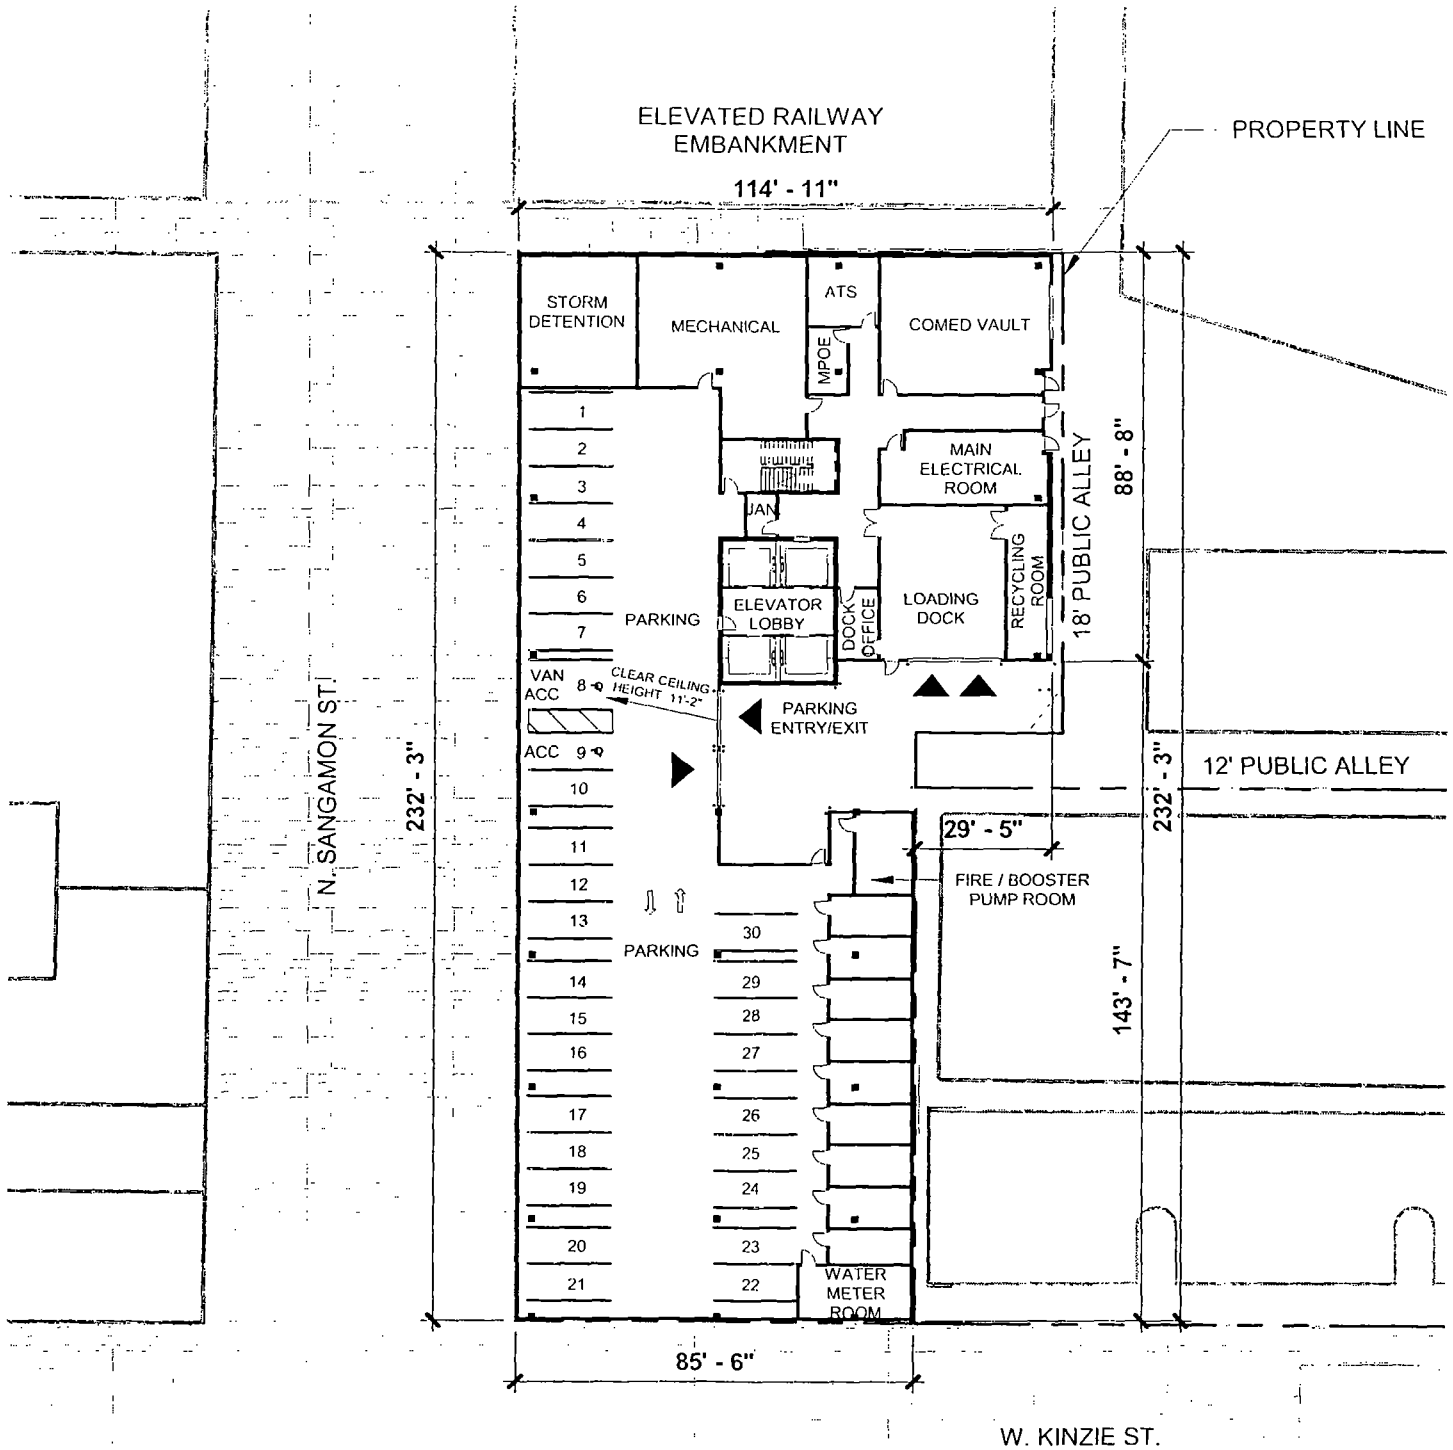 ELEVATED RAILWAY
EMBANKMENT
PROPERTY LINE
114' - 11"
STORM
DETENTION
MECHANICAL
ATS
COMED VAULT
MPOE
1
2
3
4
5
6
7
MAIN
ELECTRICAL
ROOM
JAN
88' - 8"
18' PUBLIC ALLEY
RECYCLING
ROOM
LOADING
DOCK
DOCK
OFFICE
ELEVATOR
LOBBY
PARKING
VAN
ACC
8
CLEAR CEILING
HEIGHT 11'-2"
PARKING
ENTRY/EXIT
ACC
9
10
N. SANGAMON ST.
232' - 3"
232' - 3"
12' PUBLIC ALLEY
29' - 5"
11
12
13
FIRE / BOOSTER
PUMP ROOM
PARKING
30
14
15
16
29
28
27
143' - 7"
17
18
19
26
25
24
20
21
23
22
WATER
METER
ROOM
85' - 6"
W. KINZIE ST.